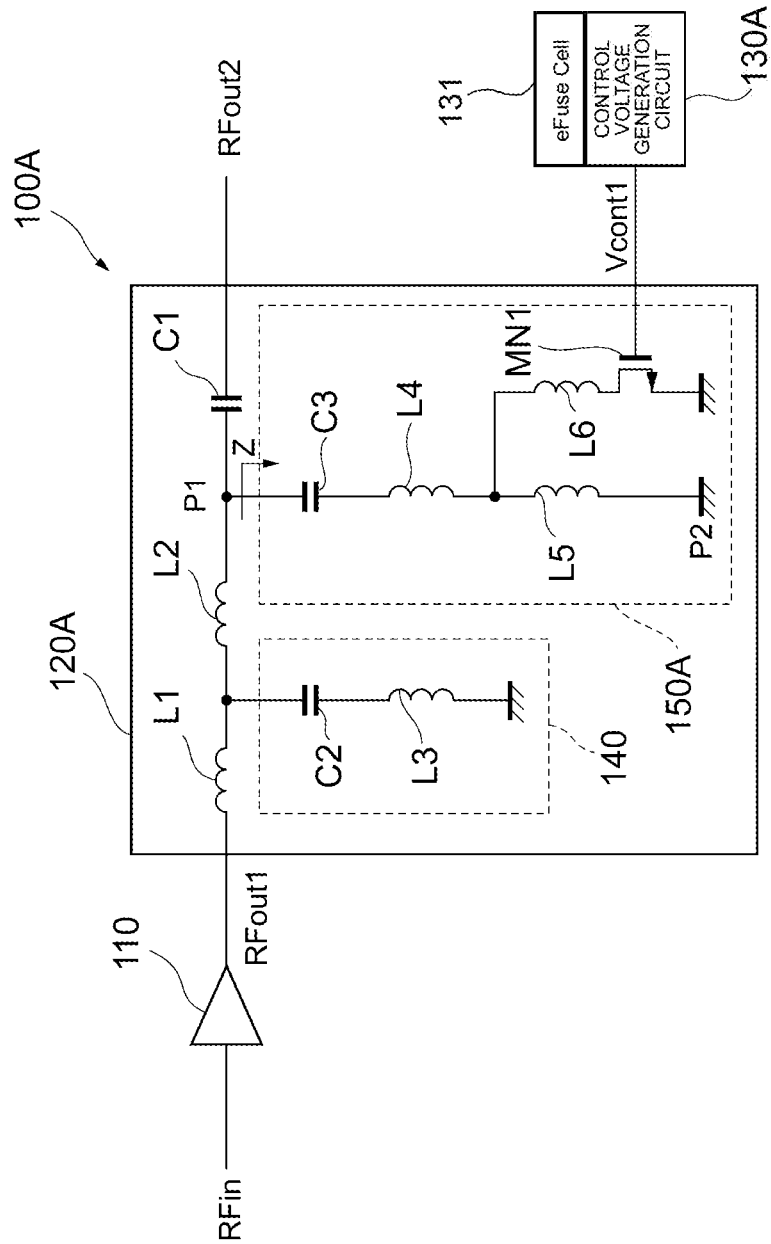 100A
120A
RFin
110
RFout1
L1
L2
P1
C1
RFout2
Z
C2
L3
140
C3
L4
L5
L6
P2
MN1
150A
Vcont1
131
eFuse Cell
CONTROL
VOLTAGE
GENERATION
CIRCUIT
130A